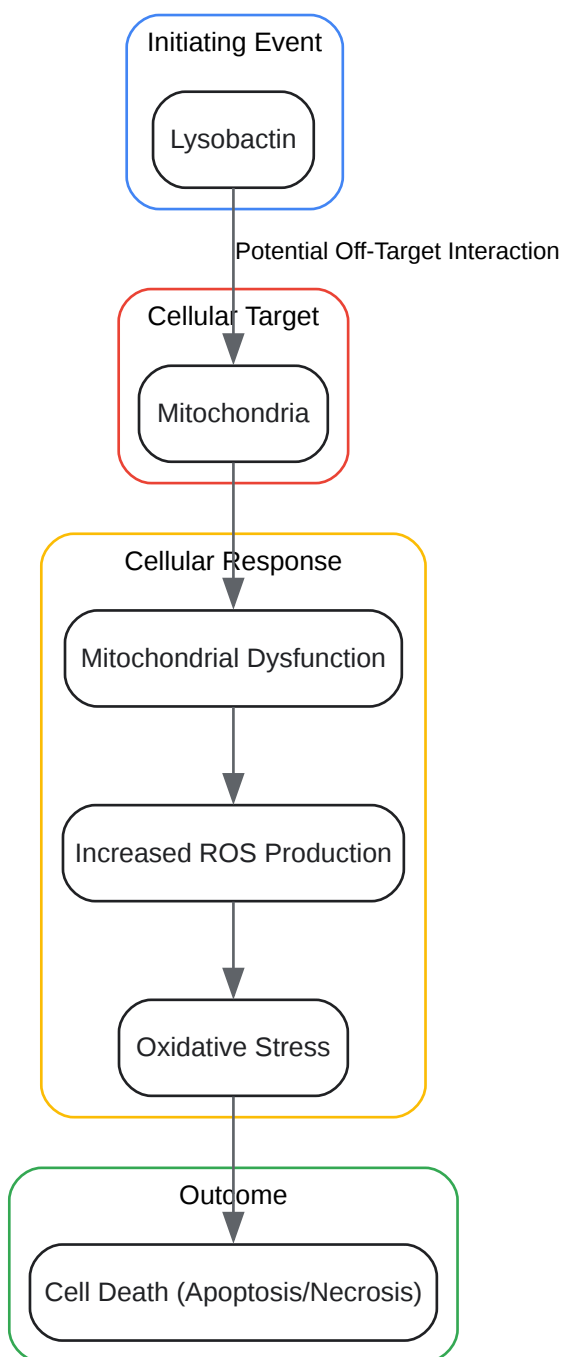 Initiating Event
Lysobactin
Potential Off-Target Interaction
Cellular Target
Mitochondria
Cellular Response
Mitochondrial Dysfunction
Increased ROS Production
Oxidative Stress
Outcome
Cell Death (Apoptosis/Necrosis)